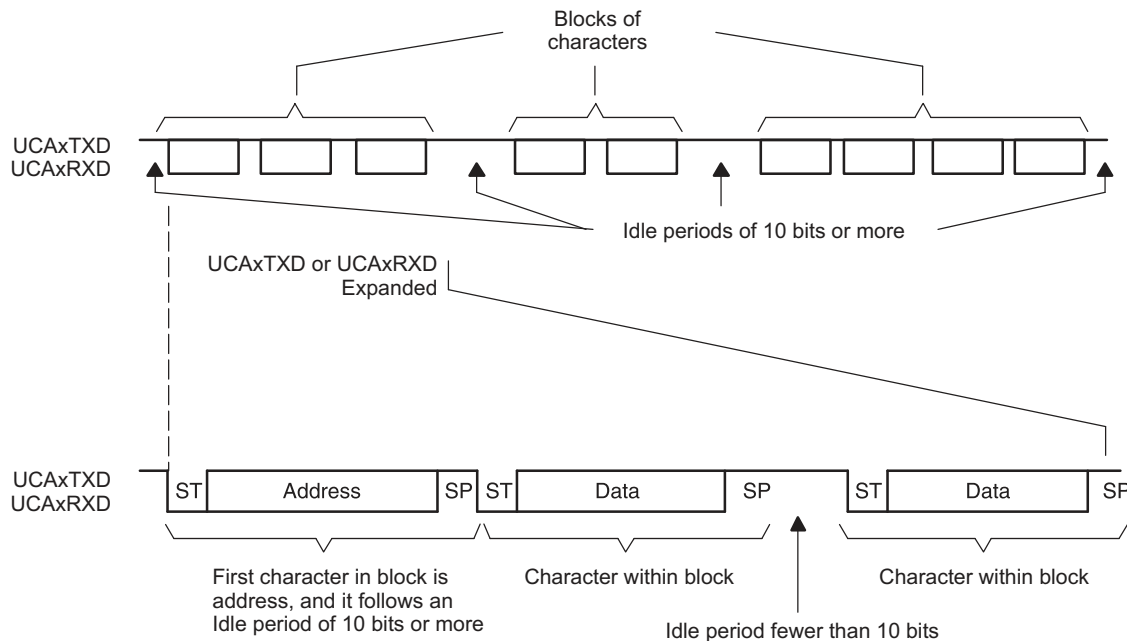 Blocks of
characters
UCAxTXD
UCAxRXD
Idle periods of 10 bits or more
UCAxTXD or UCAxRXD
Expanded
UCAxTXD
UCAxRXD
ST Address SP ST Data SP ST Data SP
First character in block is
address, and it follows an
Idle period of 10 bits or more
Character within block
Character within block
Idle period fewer than 10 bits